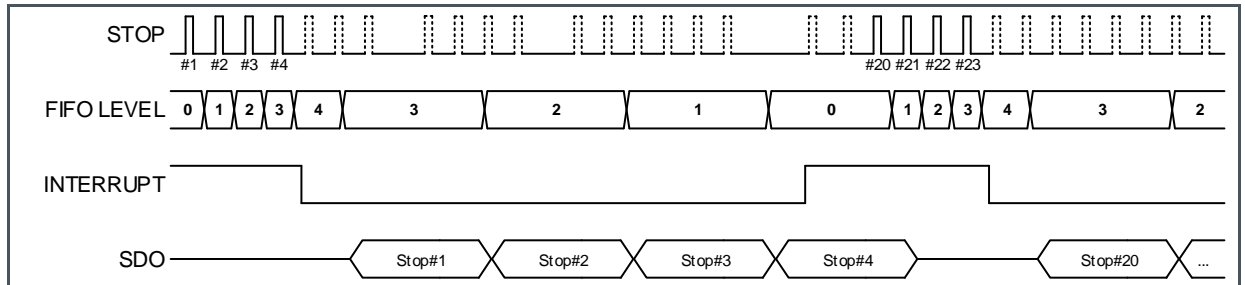 STOP
#1 #2 #3 #4 #20 #21 #22 #23
FIFO LEVEL 0 1 2 3 4 3 2 1 0 1 2 3 4 3 2
INTERRUPT
SDO Stop#1 Stop#2 Stop#3 Stop#4 Stop#20 ...